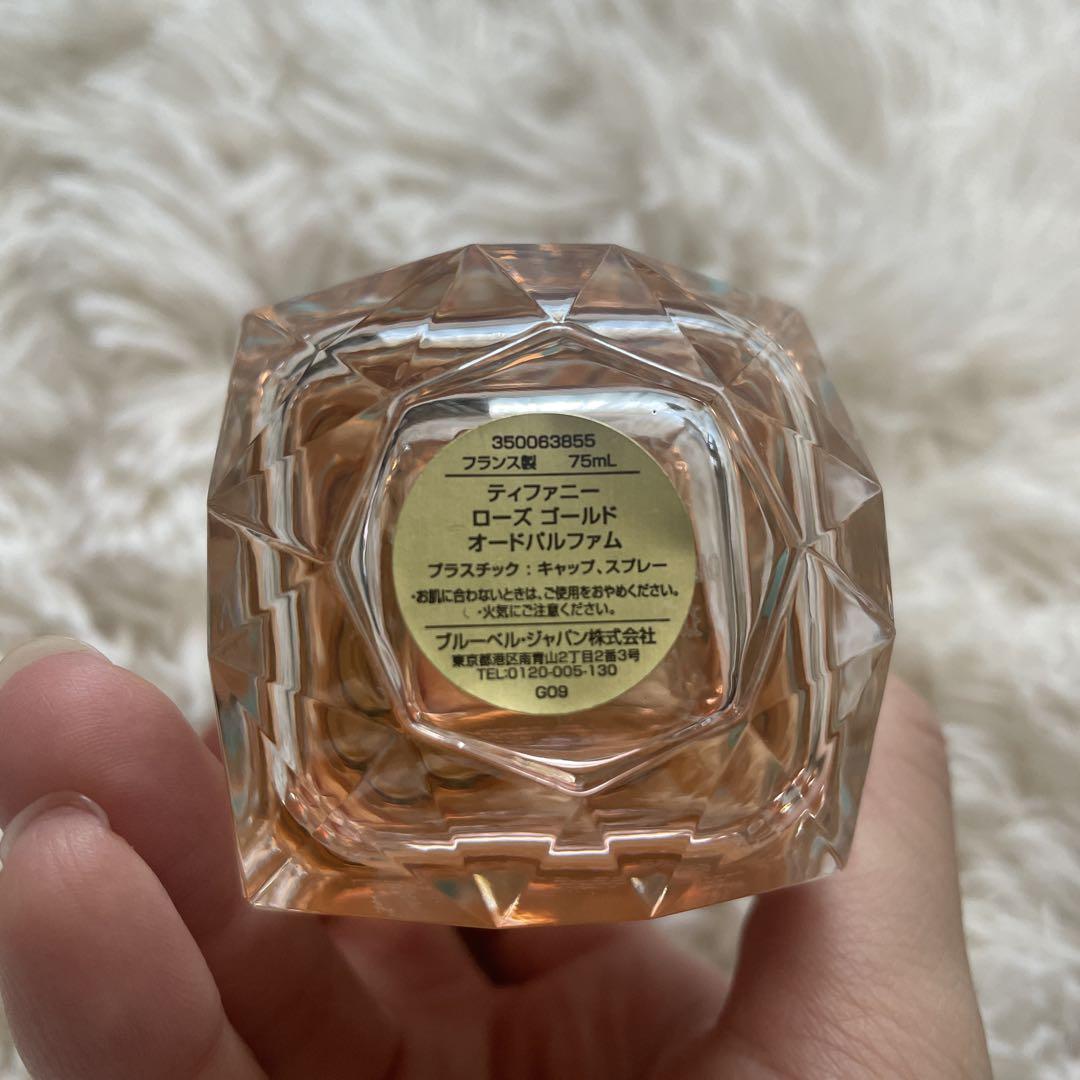 350063855
フランス製 75mL
ティファニー
ローズ ゴールド
オードパルファム
プラスチック：キャップ、スプレー
・お肌に合わないときは、ご使用をおやめください。
・火気にご注意ください。
ブルーベル・ジャパン株式会社
東京都港区南青山2丁目2番3号
TEL:0120-005-130
G09